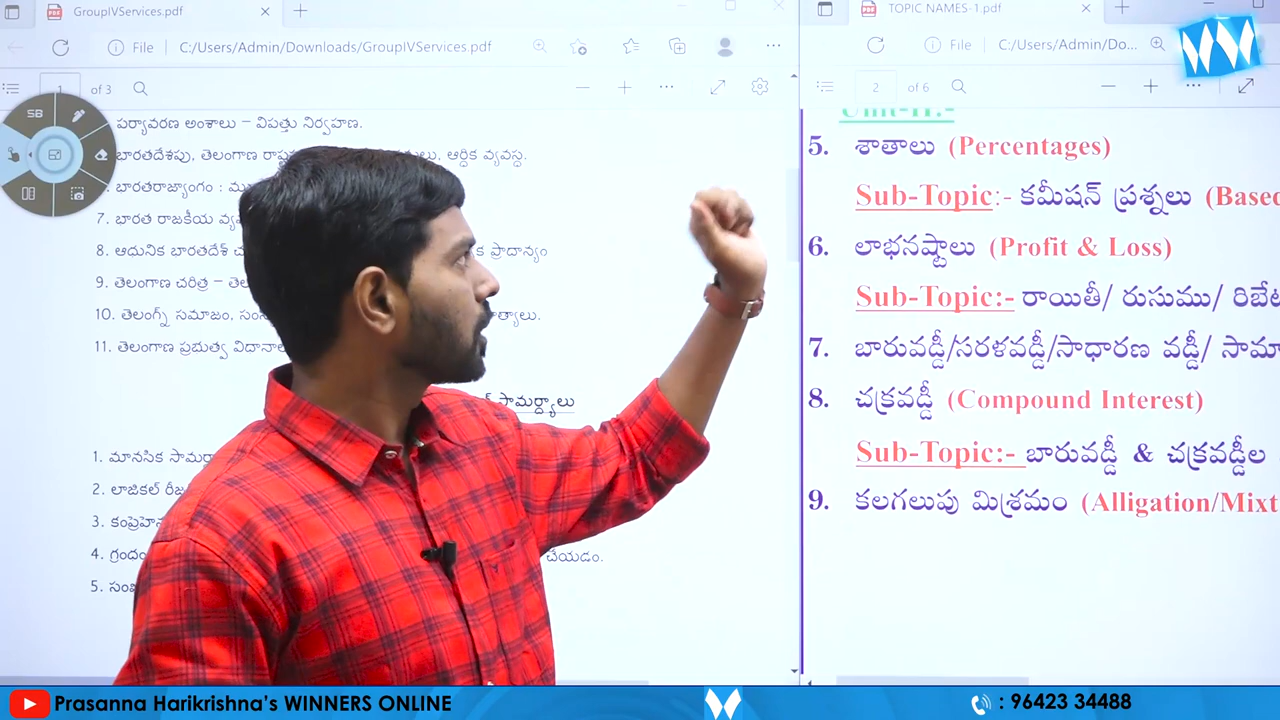 GroupIVServices.pdf
TOPIC NAMES-1.pdf
File C:/Users/Admin/Downloads/GroupIVServices.pdf
File C:/Users/Admin/Do...
1 of 3
2 of 6
SB
పర్యావరణ అంశాలు – విపత్తు నిర్వహణ.
భారతదేశపు, తెలంగాణ ఆర్థిక వ్యవస్థ.
భారతరాజ్యాంగం :
7. భారత రాజకీయ
8. ఆధునిక భారతదేశ్ ప్రాదాన్యం
9. తెలంగాణ చరిత్ర –
10. తెలంగ్న్ సమాజం,
11. తెలంగాణ ప్రభుత్వ
సామర్ధ్యాలు
1. మానసిక
2. లాజికల్
3.
4. చేయడం.
5.
Unit-II:-
5. శాతాలు (Percentages)
Sub-Topic:- కమీషన్ ప్రశ్నలు (Based
6. లాభనష్టాలు (Profit & Loss)
Sub-Topic:- రాయితీ/ రుసుము/
7. బారువడ్డీ/సరళవడ్డీ/సాధారణ వడ్డీ/
8. చక్రవడ్డీ (Compound Interest)
Sub-Topic:- బారువడ్డీ & చక్రవడ్డీల
9. కలగలుపు మిశ్రమం (Alligation/Mixt
Prasanna Harikrishna's WINNERS ONLINE
: 96423 34488